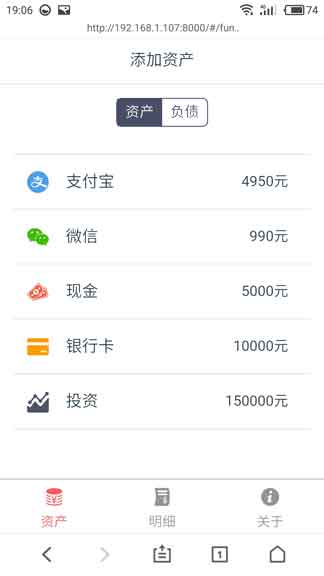 19:06 4G 74
http://192.168.1.107:8000/#/fun..
添加资产
资产 负债
支 支付宝 4950元
微信 990元
现金 5000元
银行卡 10000元
投资 150000元
资产 明细 关于
1